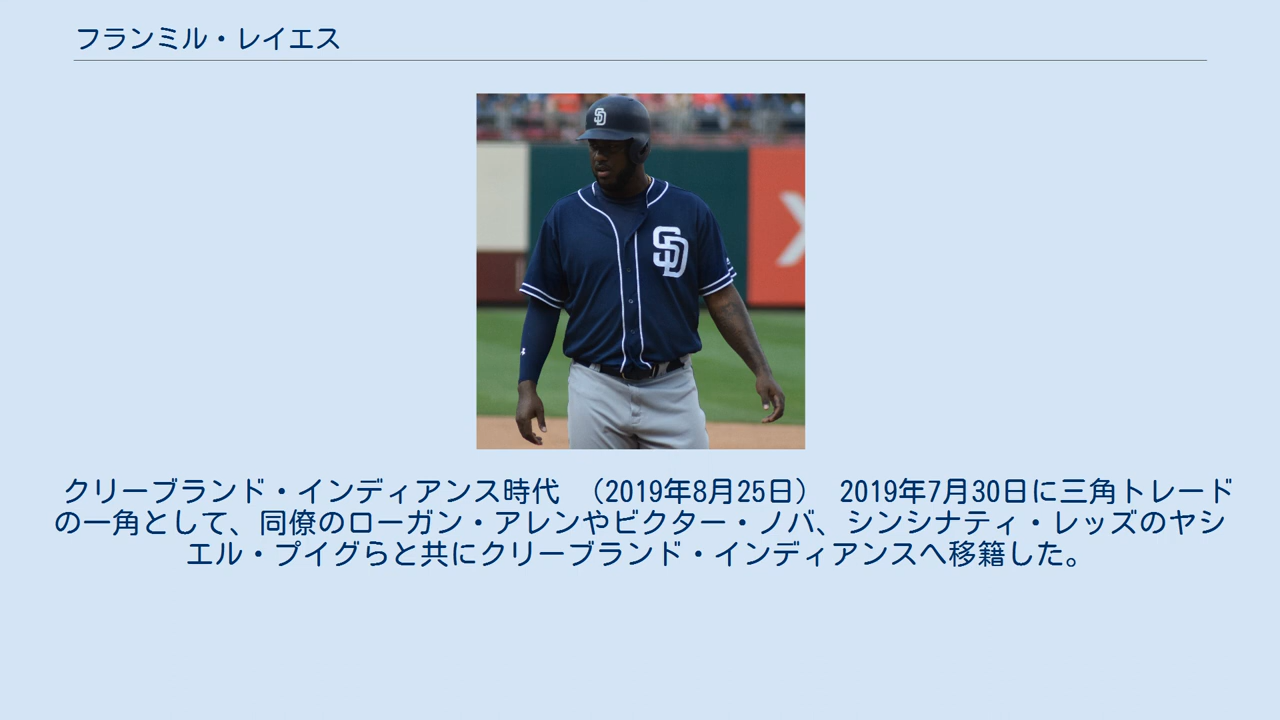 フランミル・レイエス
SD
SD
X
クリーブランド・インディアンス時代 （2019年8月25日） 2019年7月30日に三角トレード
の一角として、同僚のローガン・アレンやビクター・ノバ、シンシナティ・レッズのヤシ
エル・プイグらと共にクリーブランド・インディアンスへ移籍した。